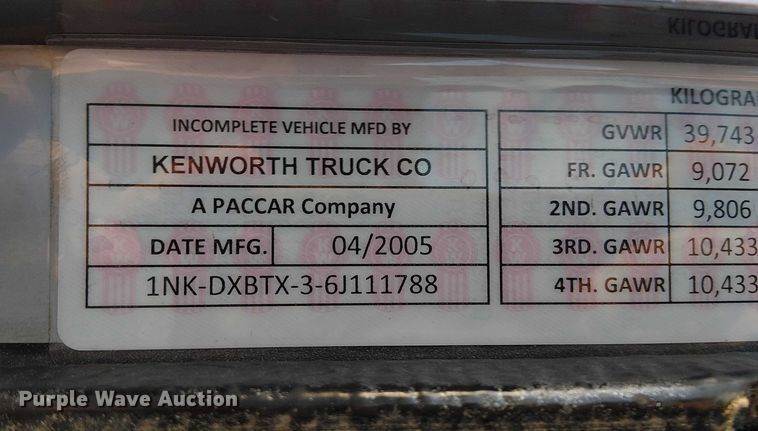 KILOGRA
INCOMPLETE VEHICLE MFD BY
KENWORTH TRUCK CO
A PACCAR Company
DATE MFG. 04/2005
1NK-DXBTX-3-6J111788
KILOGRA
GVWR 39,743
FR. GAWR 9,072
2ND. GAWR 9,806
3RD. GAWR 10,433
4TH. GAWR 10,433
Purple Wave Auction